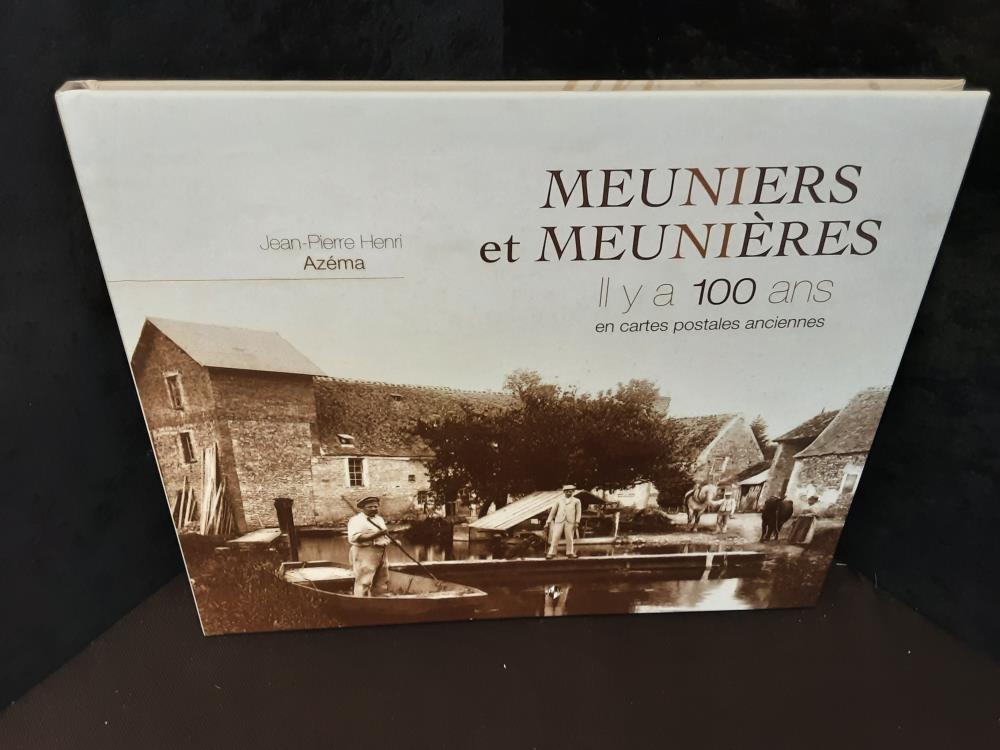 MEUNIERS
et MEUNIÈRES
Il y a 100 ans
en cartes postales anciennes
Jean-Pierre Henri
Azéma